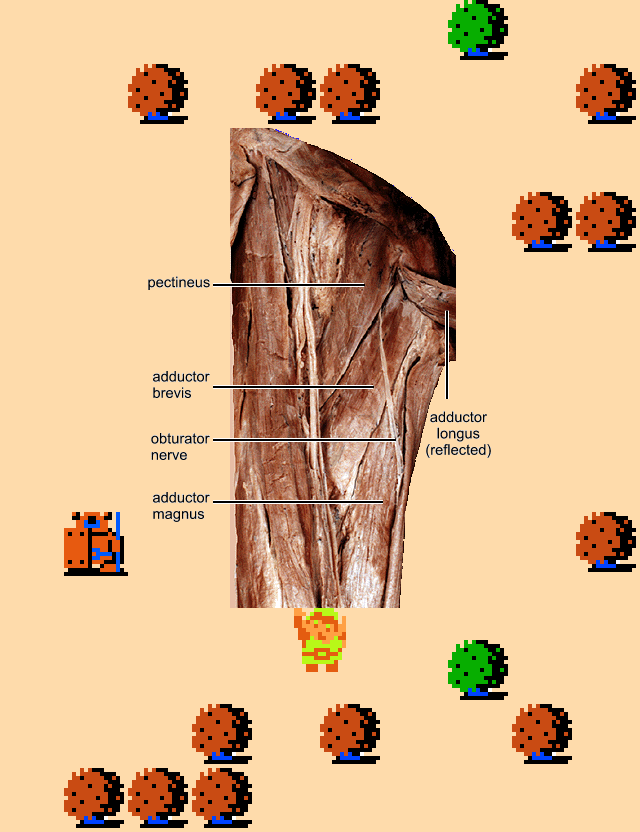 pectineus
adductor
brevis
obturator
nerve
adductor
magnus
adductor
longus
(reflected)